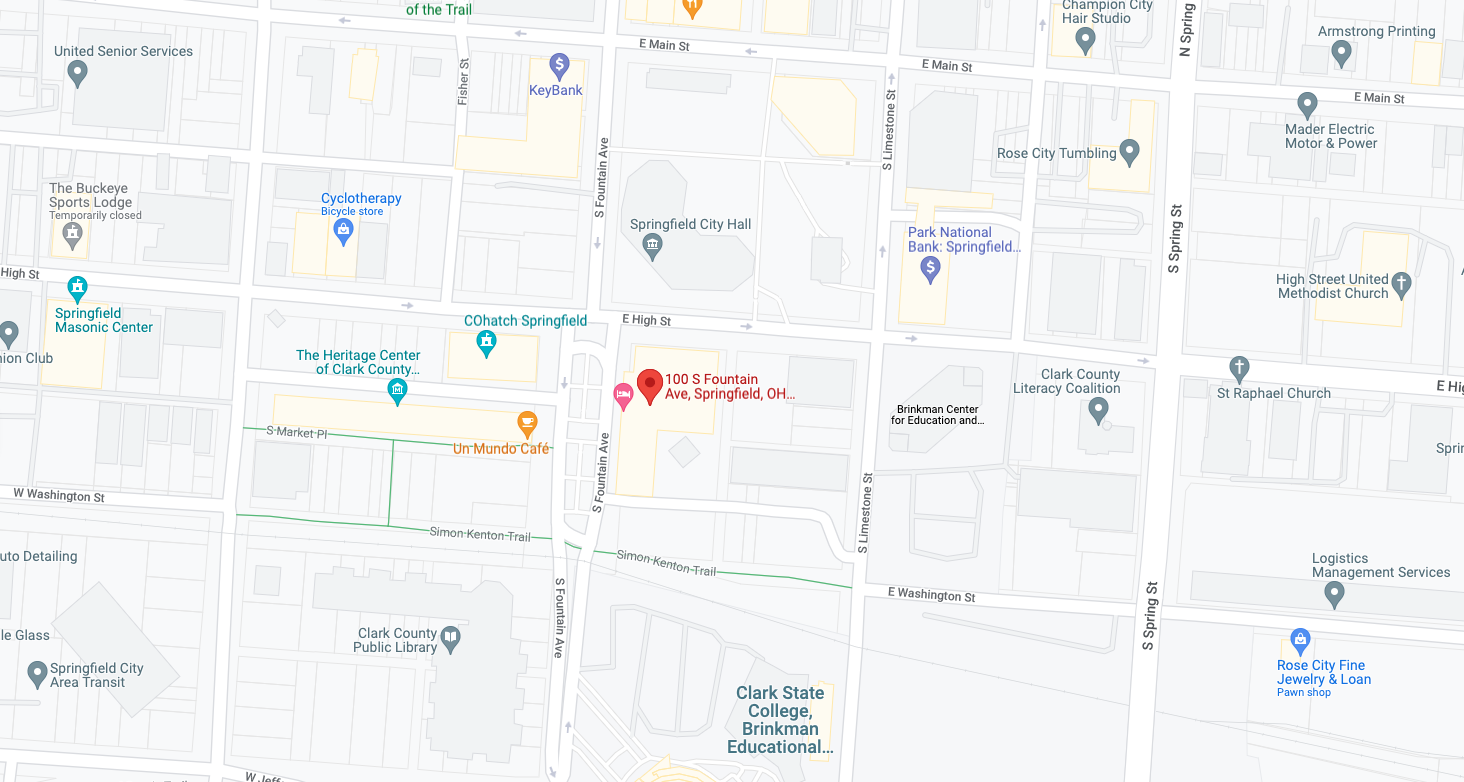 of the Trail
Champion City
Hair Studio
N Spring
Armstrong Printing
United Senior Services
E Main St
E Main St
E Main St
Fisher St
KeyBank
S Limestone St
Mader Electric
Motor & Power
Rose City Tumbling
S Fountain Ave
The Buckeye
Sports Lodge
Temporarily closed
Cyclotherapy
Bicycle store
Springfield City Hall
Park National
Bank: Springfield...
S Spring St
High St
High Street United
Methodist Church
Springfield
Masonic Center
COhatch Springfield
E High St
nion Club
The Heritage Center
of Clark County...
100 S Fountain
Ave, Springfield, OH...
Clark County
Literacy Coalition
St Raphael Church
E Hig
Brinkman Center
for Education and...
S Market Pl
Un Mundo Café
S Fountain Ave
Sprin
W Washington St
S Limestone St
Simon Kenton Trail
Simon Kenton Trail
uto Detailing
Logistics
Management Services
S Fountain Ave
E Washington St
S Spring St
le Glass
Clark County
Public Library
Springfield City
Area Transit
Rose City Fine
Jewelry & Loan
Pawn shop
Clark State
College,
Brinkman
Educational...
W Jeff